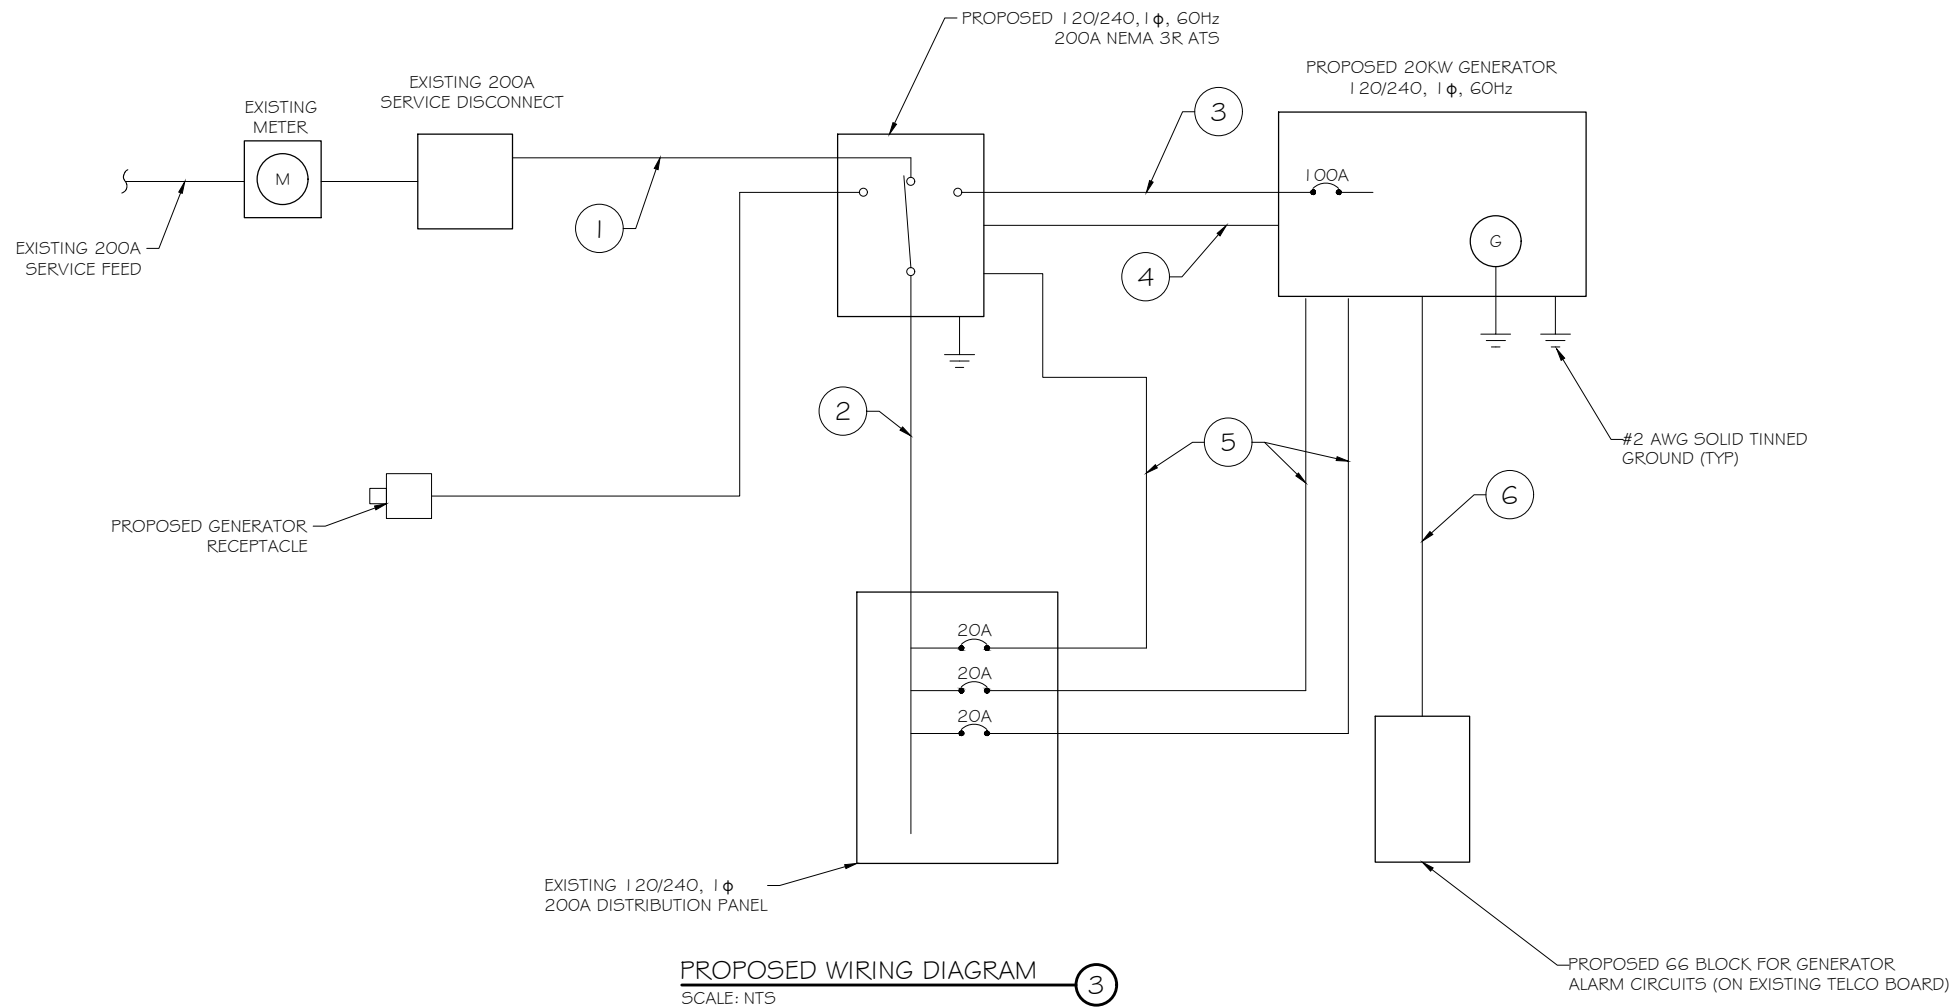 PROPOSED 120/240, 1ϕ, 60Hz
200A NEMA 3R ATS
EXISTING 200A
SERVICE DISCONNECT
PROPOSED 20KW GENERATOR
120/240, 1ϕ, 60Hz
EXISTING
METER
M
3
100A
1
G
EXISTING 200A
SERVICE FEED
4
2
5
#2 AWG SOLID TINNED
GROUND (TYP)
6
PROPOSED GENERATOR
RECEPTACLE
20A
20A
20A
EXISTING 120/240, 1ϕ
200A DISTRIBUTION PANEL
PROPOSED 66 BLOCK FOR GENERATOR
ALARM CIRCUITS (ON EXISTING TELCO BOARD)
PROPOSED WIRING DIAGRAM
3
SCALE: NTS